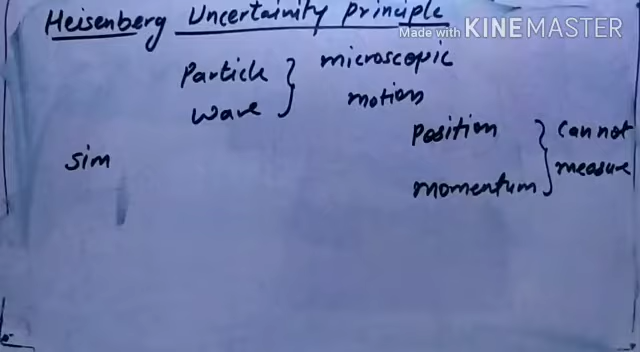 Heisenberg Uncertainity principle
Made with KINEMASTER
Particle } microscopic
wave motion
position } cannot
sim measure
momentum